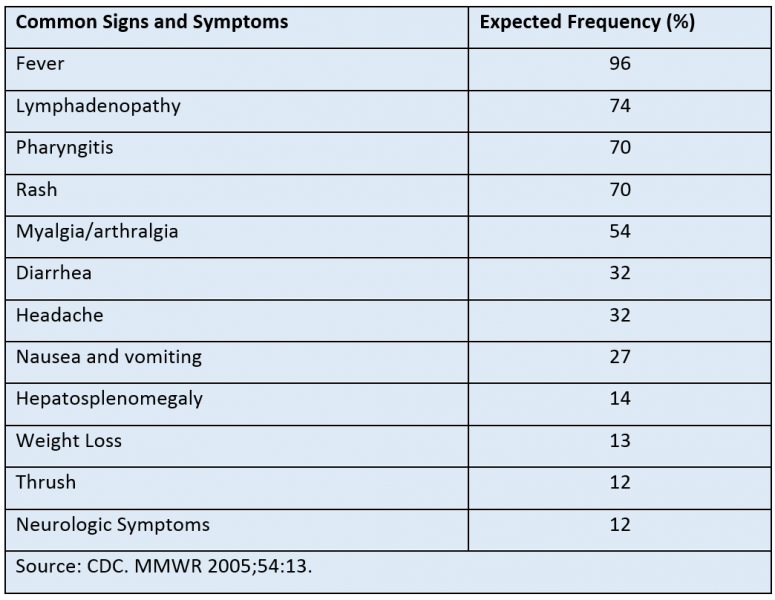 Common Signs and Symptoms Expected Frequency (%)
Fever 96
Lymphadenopathy 74
Pharyngitis 70
Rash 70
Myalgia/arthralgia 54
Diarrhea 32
Headache 32
Nausea and vomiting 27
Hepatosplenomegaly 14
Weight Loss 13
Thrush 12
Neurologic Symptoms 12
Source: CDC. MMWR 2005;54:13.